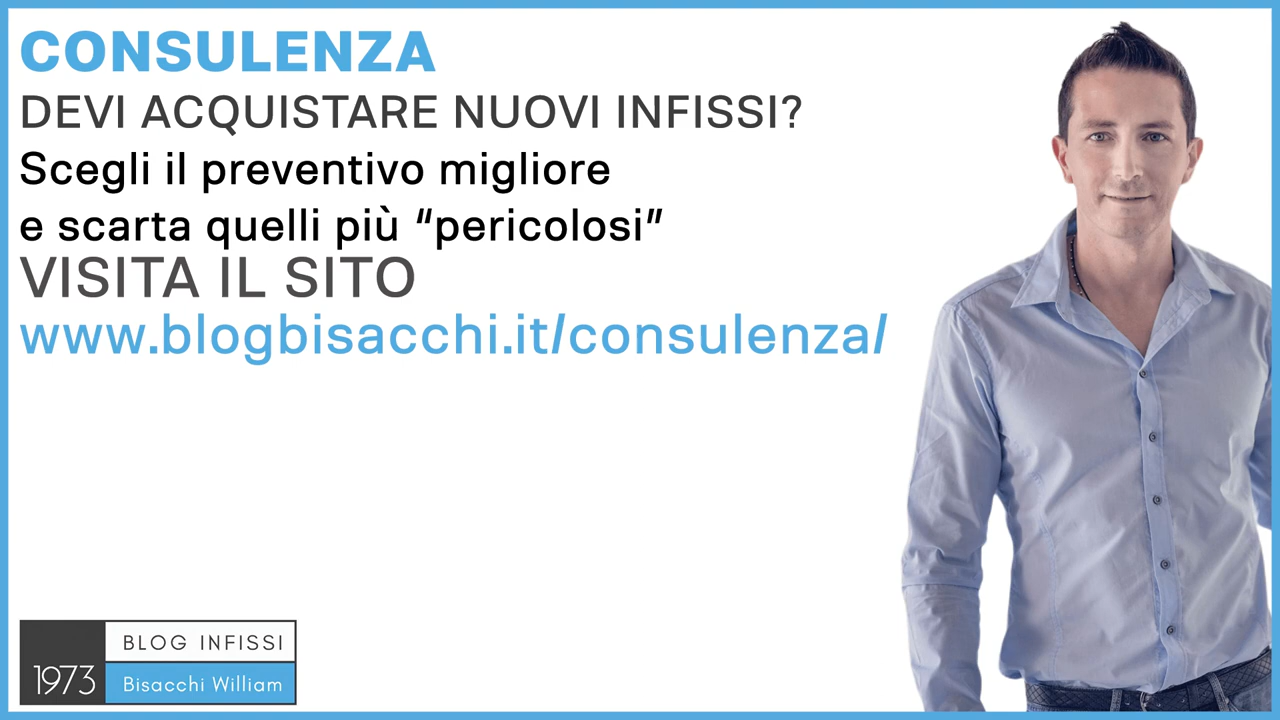 CONSULENZA
DEVI ACQUISTARE NUOVI INFISSI?
Scegli il preventivo migliore
e scarta quelli più “pericolosi”
VISITA IL SITO
www.blogbisacchi.it/consulenza/
1973
BLOG INFISSI
Bisacchi William